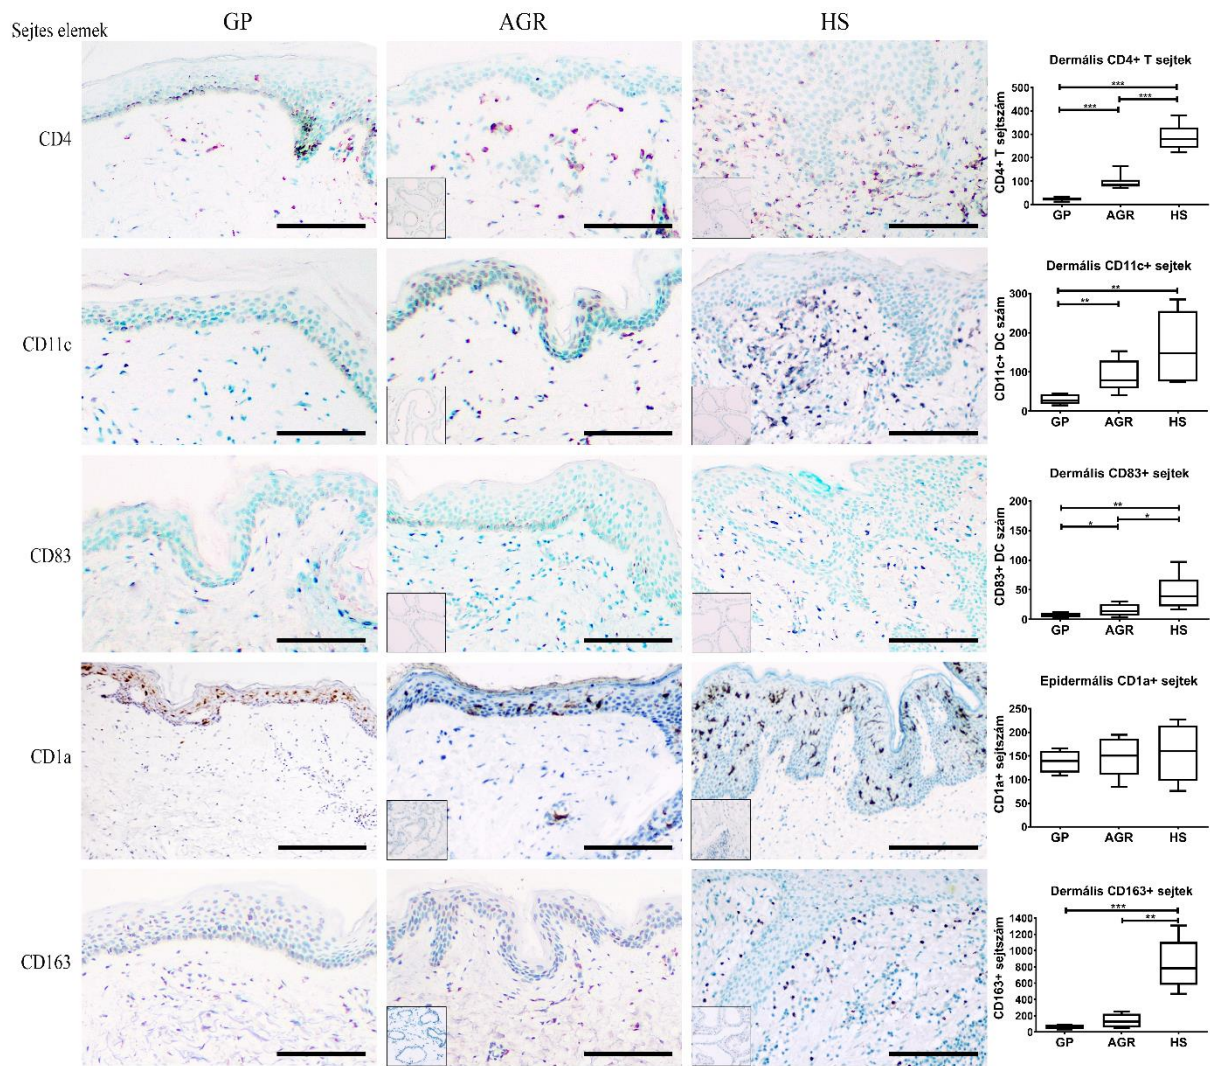 Sejtes elemek
GP
AGR
HS
CD4
Dermális CD4+ T sejtek
CD4+ T sejtszám
500
400
300
200
100
0
***
***
***
GP
AGR
HS
CD11c
Dermális CD11c+ sejtek
CD11c+ DC szám
300
200
100
0
**
**
GP
AGR
HS
CD83
Dermális CD83+ sejtek
CD83+ DC szám
200
150
100
50
0
**
*
*
GP
AGR
HS
CD1a
Epidermális CD1a+ sejtek
CD1a+ sejtszám
250
200
150
100
50
0
GP
AGR
HS
CD163
Dermális CD163+ sejtek
CD163+ sejtszám
1400
1200
1000
800
600
400
200
0
***
**
GP
AGR
HS